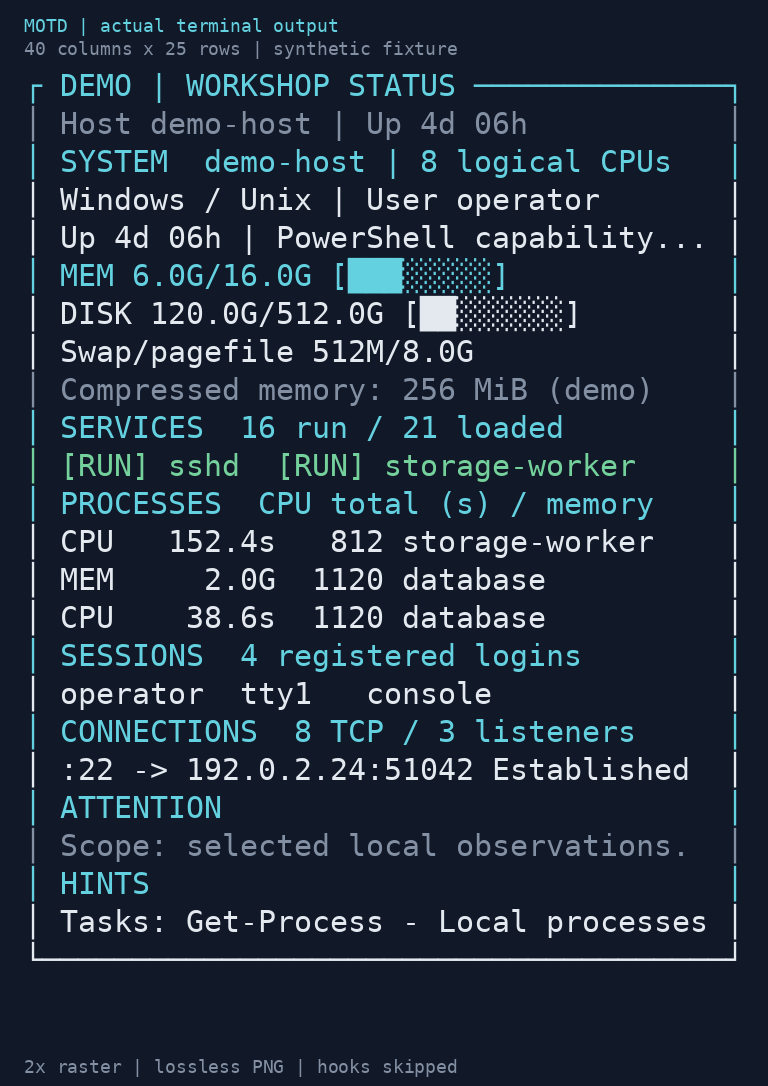 MOTD | actual terminal output
40 columns x 25 rows | synthetic fixture
┌ DEMO | WORKSHOP STATUS ──────────────┐
│ Host demo-host | Up 4d 06h           │
│ SYSTEM  demo-host | 8 logical CPUs   │
│ Windows / Unix | User operator       │
│ Up 4d 06h | PowerShell capability... │
│ MEM 6.0G/16.0G [███░░░░░]            │
│ DISK 120.0G/512.0G [██░░░░░░]        │
│ Swap/pagefile 512M/8.0G              │
│ Compressed memory: 256 MiB (demo)    │
│ SERVICES  16 run / 21 loaded         │
│ [RUN] sshd  [RUN] storage-worker     │
│ PROCESSES  CPU total (s) / memory    │
│ CPU   152.4s   812 storage-worker    │
│ MEM     2.0G  1120 database          │
│ CPU    38.6s  1120 database          │
│ SESSIONS  4 registered logins        │
│ operator  tty1   console             │
│ CONNECTIONS  8 TCP / 3 listeners     │
│ :22 -> 192.0.2.24:51042 Established  │
│ ATTENTION                            │
│ Scope: selected local observations.  │
│ HINTS                                │
│ Tasks: Get-Process - Local processes │
└──────────────────────────────────────┘
2x raster | lossless PNG | hooks skipped